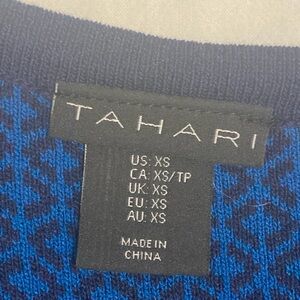 TAHARI
US: XS
CA: XS/TP
UK: XS
EU: XS
AU: XS
MADE IN
CHINA